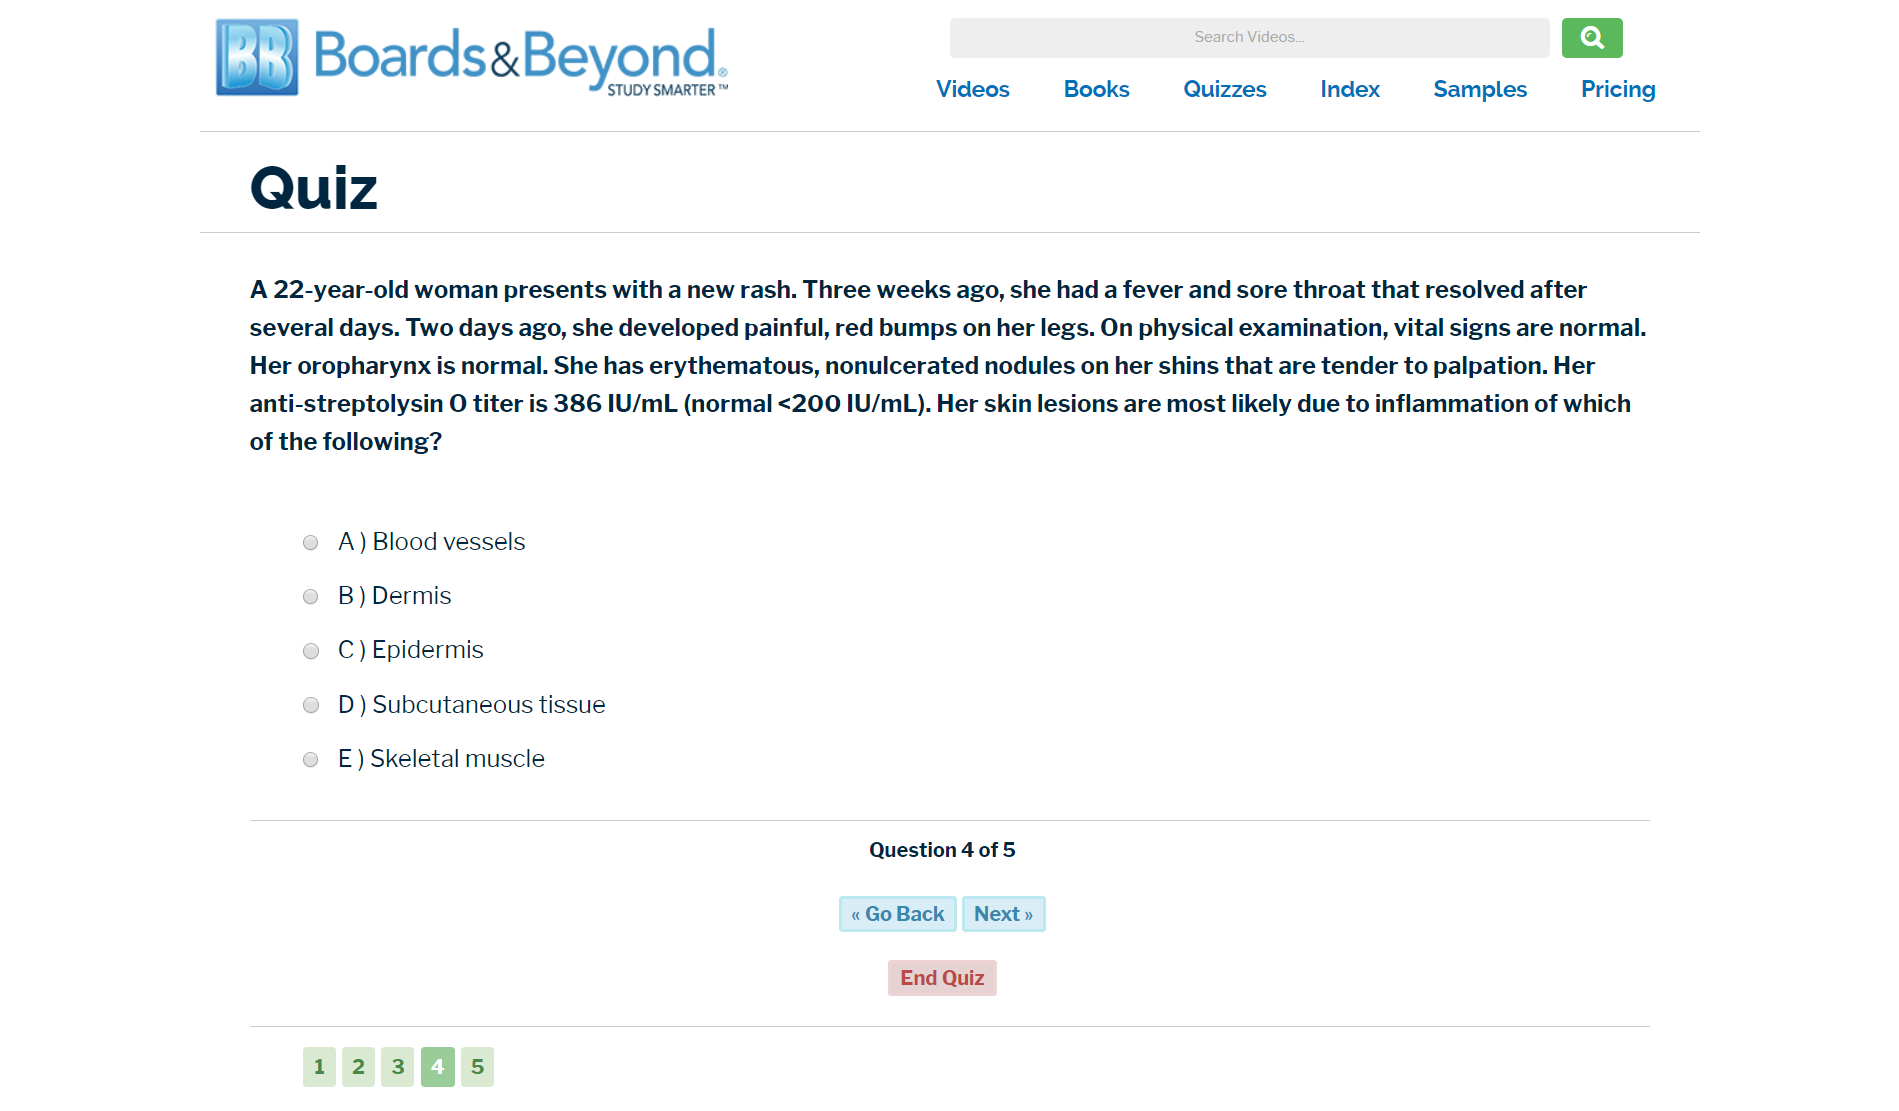 BB Boards&Beyond®
STUDY SMARTER™
Search Videos...
Videos Books Quizzes Index Samples Pricing
Quiz
A 22-year-old woman presents with a new rash. Three weeks ago, she had a fever and sore throat that resolved after
several days. Two days ago, she developed painful, red bumps on her legs. On physical examination, vital signs are normal.
Her oropharynx is normal. She has erythematous, nonulcerated nodules on her shins that are tender to palpation. Her
anti-streptolysin O titer is 386 IU/mL (normal <200 IU/mL). Her skin lesions are most likely due to inflammation of which
of the following?
A ) Blood vessels
B ) Dermis
C ) Epidermis
D ) Subcutaneous tissue
E ) Skeletal muscle
Question 4 of 5
« Go Back Next »
End Quiz
1 2 3 4 5